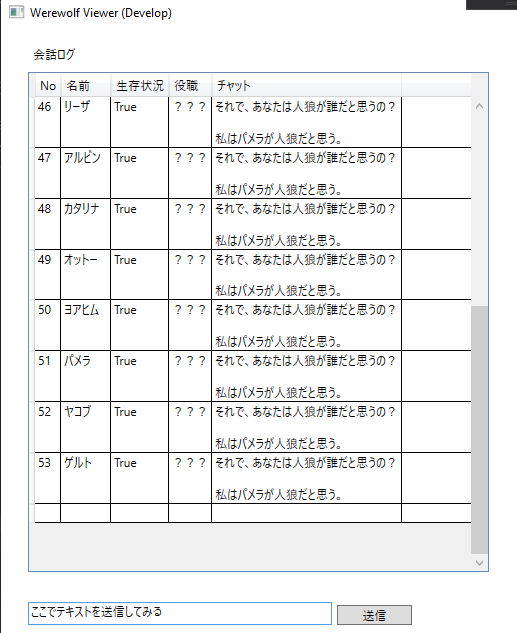 Werewolf Viewer (Develop)
会話ログ
No 名前 生存状況 役職 チャット
46 リーザ True ？？？ それで、あなたは人狼が誰だと思うの？
私はパメラが人狼だと思う。
47 アルビン True ？？？ それで、あなたは人狼が誰だと思うの？
私はパメラが人狼だと思う。
48 カタリナ True ？？？ それで、あなたは人狼が誰だと思うの？
私はパメラが人狼だと思う。
49 オットー True ？？？ それで、あなたは人狼が誰だと思うの？
私はパメラが人狼だと思う。
50 ヨアヒム True ？？？ それで、あなたは人狼が誰だと思うの？
私はパメラが人狼だと思う。
51 パメラ True ？？？ それで、あなたは人狼が誰だと思うの？
私はパメラが人狼だと思う。
52 ヤコブ True ？？？ それで、あなたは人狼が誰だと思うの？
私はパメラが人狼だと思う。
53 ゲルト True ？？？ それで、あなたは人狼が誰だと思うの？
私はパメラが人狼だと思う。
ここでテキストを送信してみる 送信